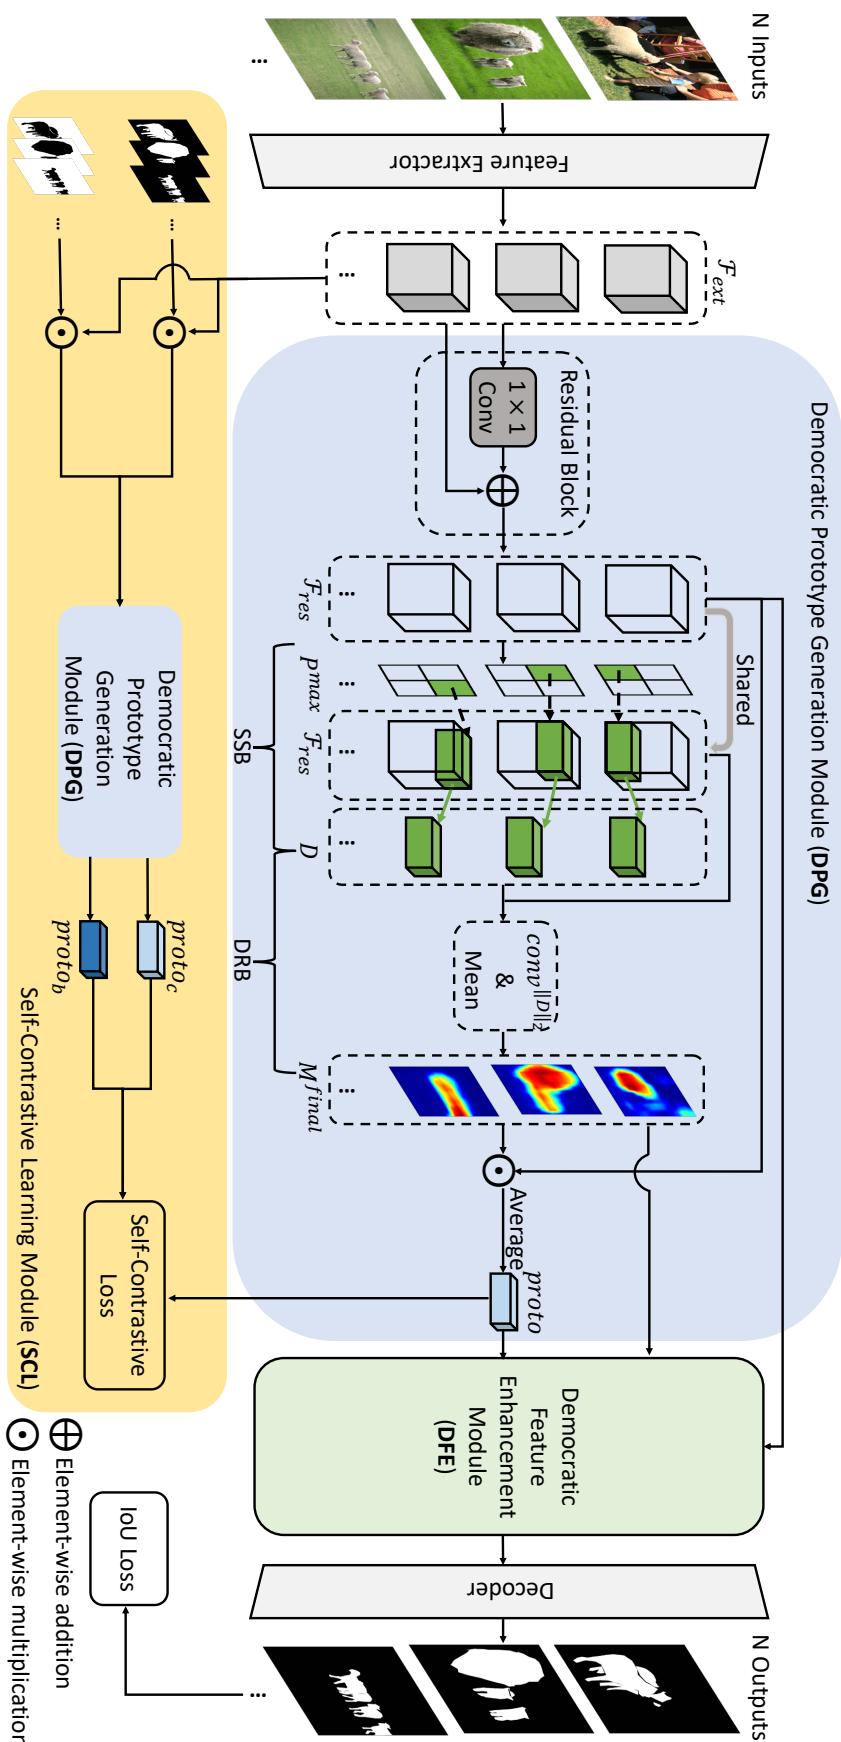 N Inputs
...
Feature Extractor
ℱ_ext
...
Democratic Prototype Generation Module (DPG)
Residual Block
1 × 1
Conv
ℱ_res
...
Shared
P^max
...
ℱ_res
...
D
...
SSB
DRB
conv^‖D‖₂
&
Mean
M^final
...
Average
proto
Democratic
Feature
Enhancement
Module
(DFE)
Decoder
N Outputs
...
IoU Loss
...
...
Democratic
Prototype
Generation
Module (DPG)
proto_c
proto_b
Self-Contrastive
Loss
Self-Contrastive Learning Module (SCL)
⊕ Element-wise addition
⊙ Element-wise multiplication